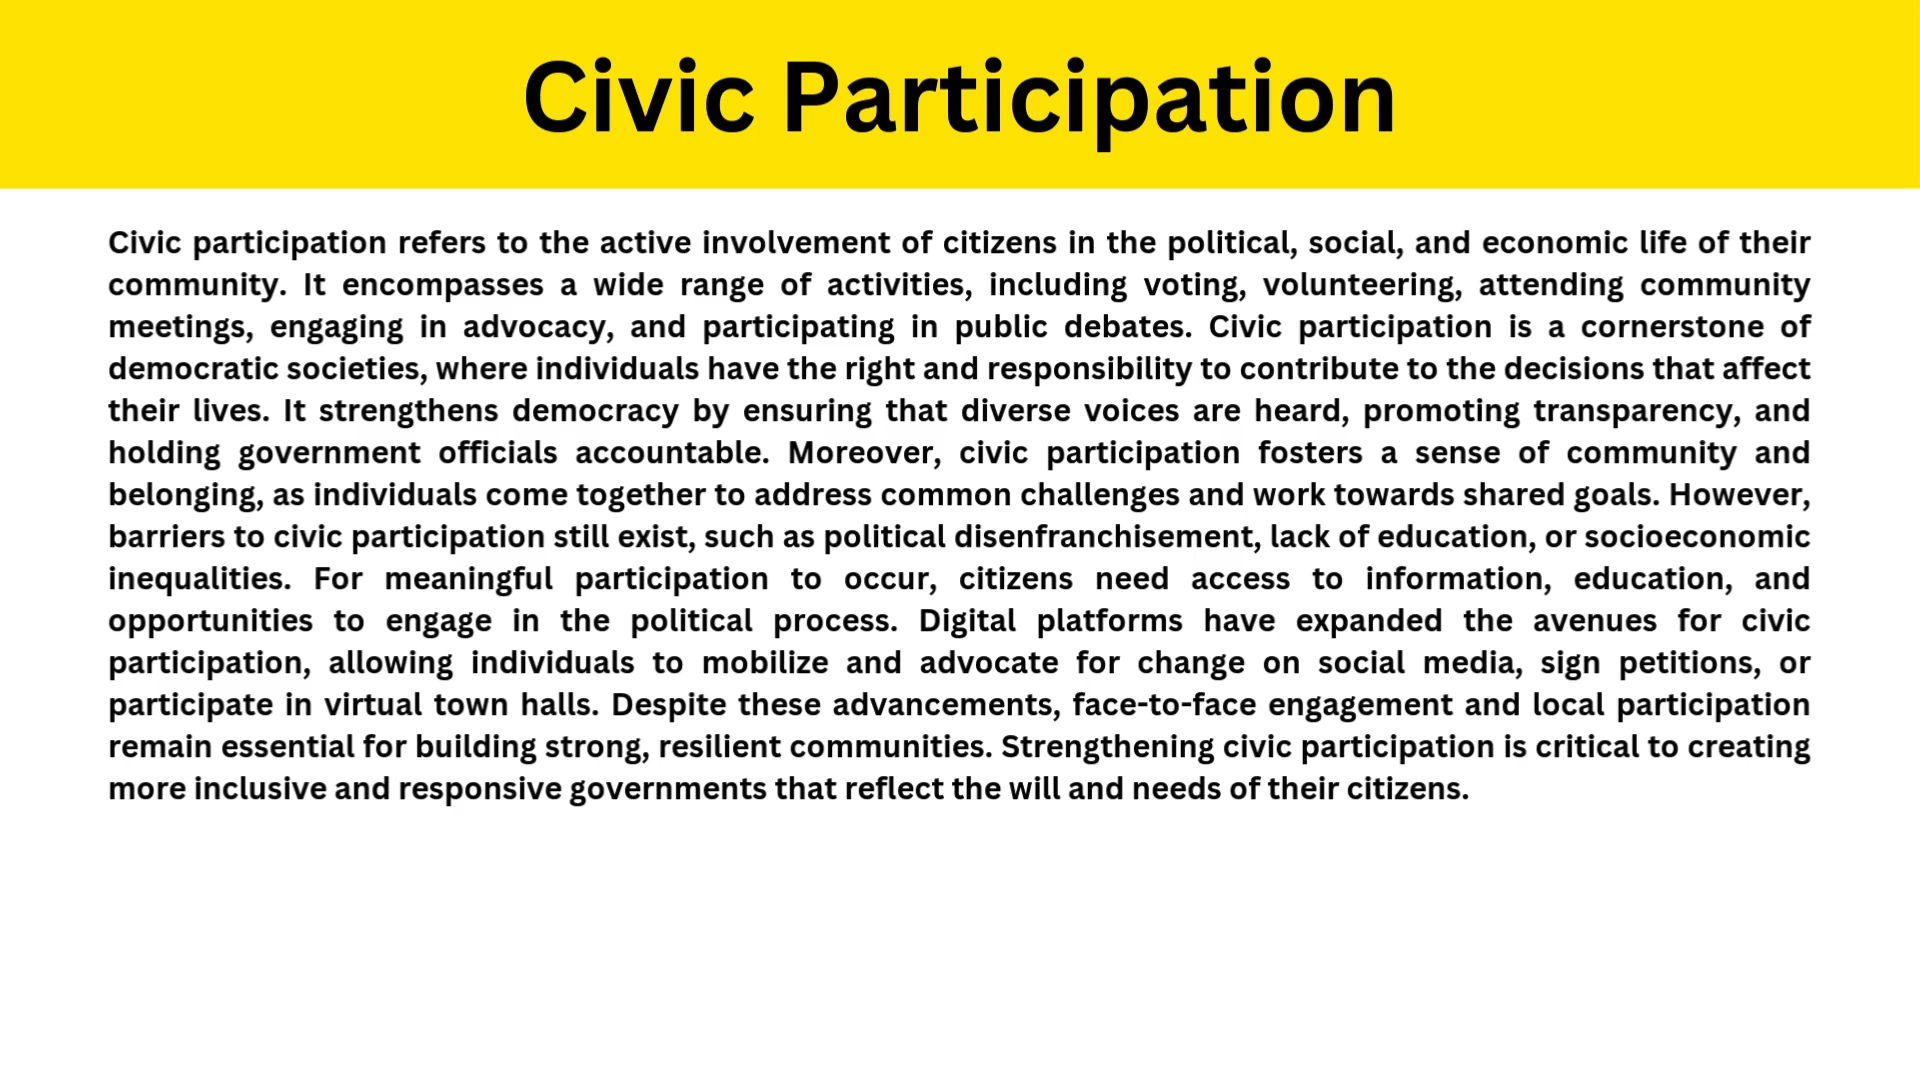 Civic Participation
Civic participation refers to the active involvement of citizens in the political, social, and economic life of their
community. It encompasses a wide range of activities, including voting, volunteering, attending community
meetings, engaging in advocacy, and participating in public debates. Civic participation is a cornerstone of
democratic societies, where individuals have the right and responsibility to contribute to the decisions that affect
their lives. It strengthens democracy by ensuring that diverse voices are heard, promoting transparency, and
holding government officials accountable. Moreover, civic participation fosters a sense of community and
belonging, as individuals come together to address common challenges and work towards shared goals. However,
barriers to civic participation still exist, such as political disenfranchisement, lack of education, or socioeconomic
inequalities. For meaningful participation to occur, citizens need access to information, education, and
opportunities to engage in the political process. Digital platforms have expanded the avenues for civic
participation, allowing individuals to mobilize and advocate for change on social media, sign petitions, or
participate in virtual town halls. Despite these advancements, face-to-face engagement and local participation
remain essential for building strong, resilient communities. Strengthening civic participation is critical to creating
more inclusive and responsive governments that reflect the will and needs of their citizens.